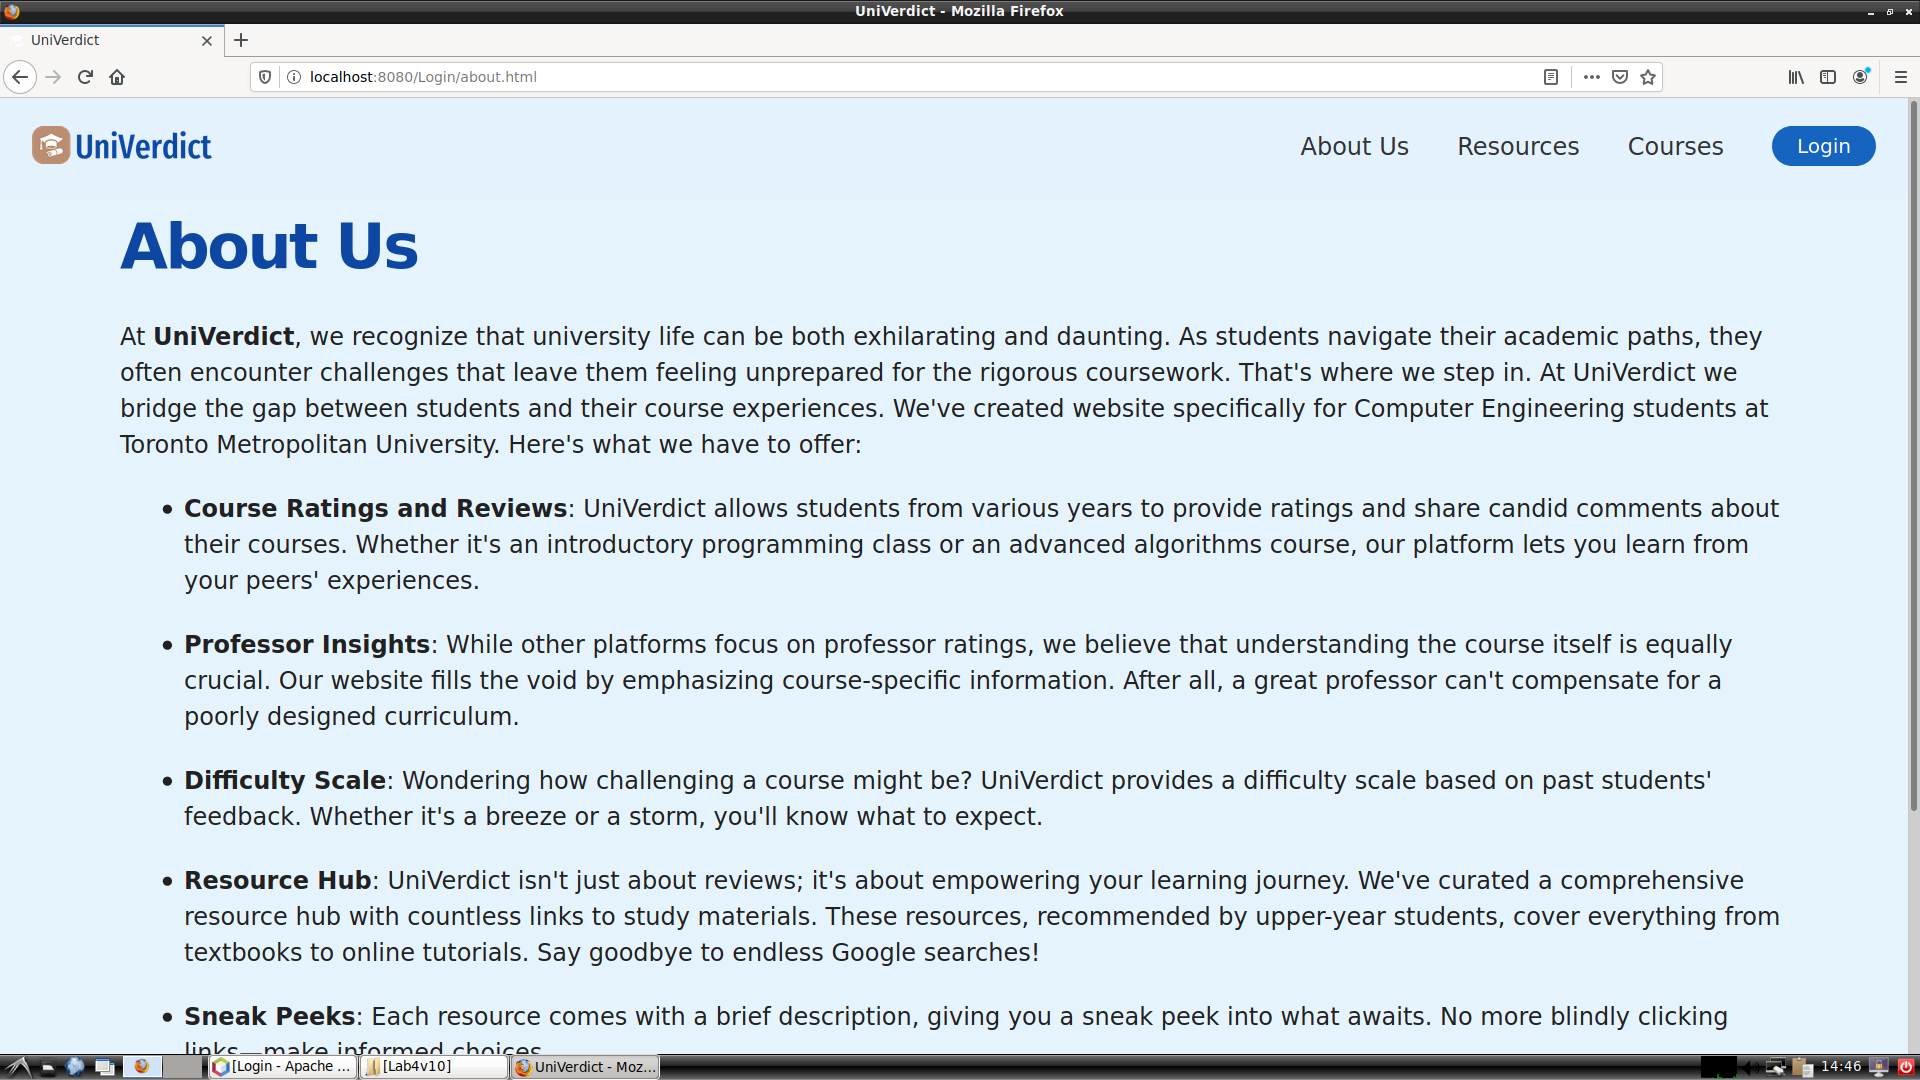 UniVerdict - Mozilla Firefox
UniVerdict
localhost:8080/Login/about.html
UniVerdict
About Us
Resources
Courses
Login
About Us
At UniVerdict, we recognize that university life can be both exhilarating and daunting. As students navigate their academic paths, they
often encounter challenges that leave them feeling unprepared for the rigorous coursework. That's where we step in. At UniVerdict we
bridge the gap between students and their course experiences. We've created website specifically for Computer Engineering students at
Toronto Metropolitan University. Here's what we have to offer:
• Course Ratings and Reviews: UniVerdict allows students from various years to provide ratings and share candid comments about
their courses. Whether it's an introductory programming class or an advanced algorithms course, our platform lets you learn from
your peers' experiences.
• Professor Insights: While other platforms focus on professor ratings, we believe that understanding the course itself is equally
crucial. Our website fills the void by emphasizing course-specific information. After all, a great professor can't compensate for a
poorly designed curriculum.
• Difficulty Scale: Wondering how challenging a course might be? UniVerdict provides a difficulty scale based on past students'
feedback. Whether it's a breeze or a storm, you'll know what to expect.
• Resource Hub: UniVerdict isn't just about reviews; it's about empowering your learning journey. We've curated a comprehensive
resource hub with countless links to study materials. These resources, recommended by upper-year students, cover everything from
textbooks to online tutorials. Say goodbye to endless Google searches!
• Sneak Peeks: Each resource comes with a brief description, giving you a sneak peek into what awaits. No more blindly clicking
links—make informed choices.
[Login - Apache ...
[Lab4v10]
UniVerdict - Moz...
14:46